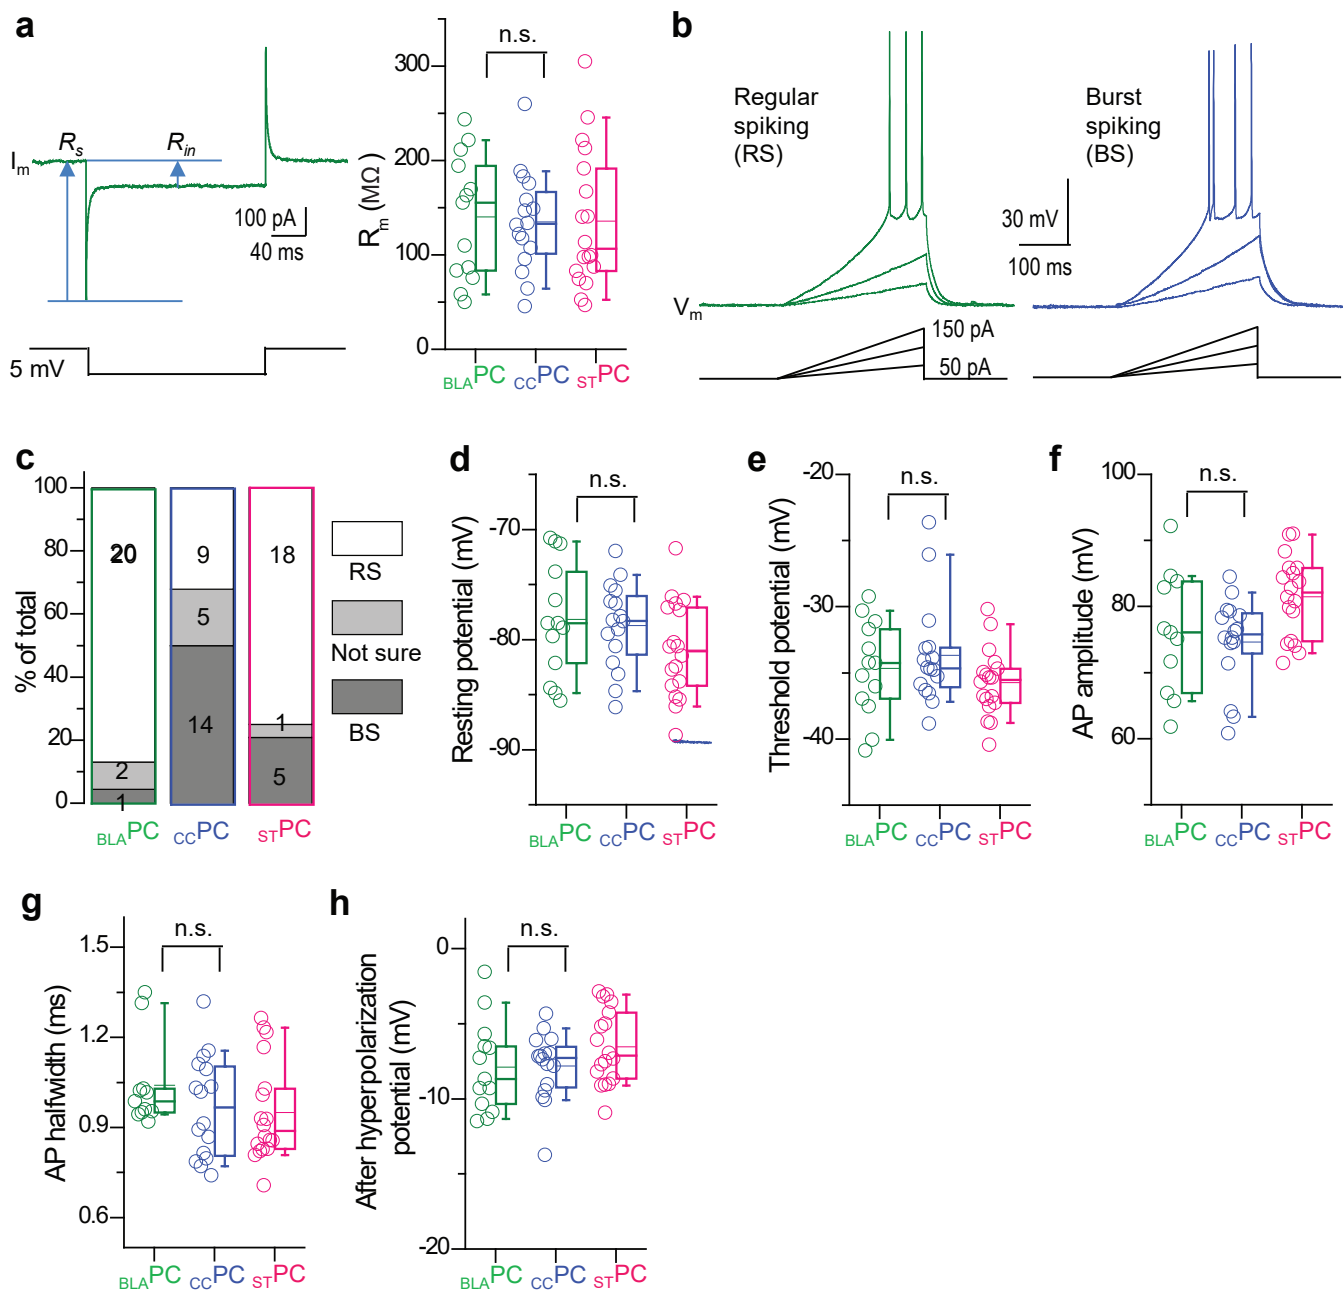 a
I_m
R_s
R_in
100 pA
40 ms
5 mV
R_m (MΩ)
300
200
100
0
n.s.
BLAPC
CCPC
STPC
b
Regular
spiking
(RS)
Burst
spiking
(BS)
30 mV
100 ms
V_m
150 pA
50 pA
c
% of total
100
80
60
40
20
0
20
2
1
9
5
14
18
1
5
RS
Not sure
BS
BLAPC
CCPC
STPC
d
Resting potential (mV)
-70
-80
-90
n.s.
BLAPC
CCPC
STPC
e
Threshold potential (mV)
-20
-30
-40
n.s.
BLAPC
CCPC
STPC
f
AP amplitude (mV)
100
80
60
n.s.
BLAPC
CCPC
STPC
g
AP halfwidth (ms)
1.5
1.2
0.9
0.6
n.s.
BLAPC
CCPC
STPC
h
After hyperpolarization
potential (mV)
0
-10
-20
n.s.
BLAPC
CCPC
STPC